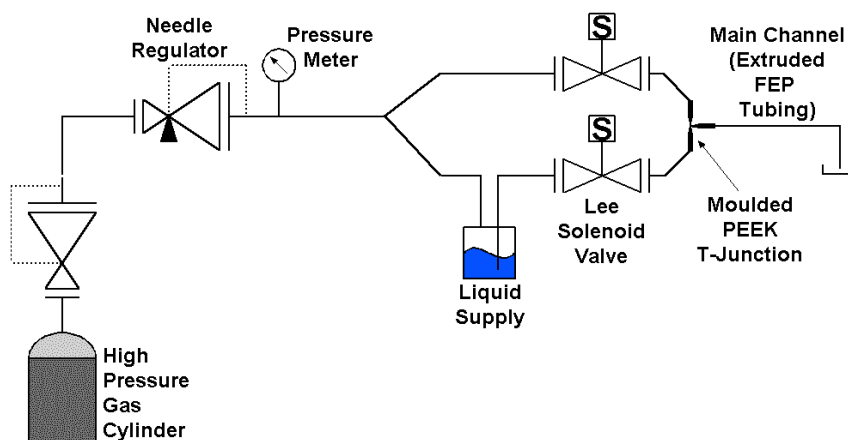 Needle
Regulator
Pressure
Meter
S
Main Channel
(Extruded
FEP
Tubing)
S
Lee
Solenoid
Valve
Moulded
PEEK
T-Junction
Liquid
Supply
High
Pressure
Gas
Cylinder